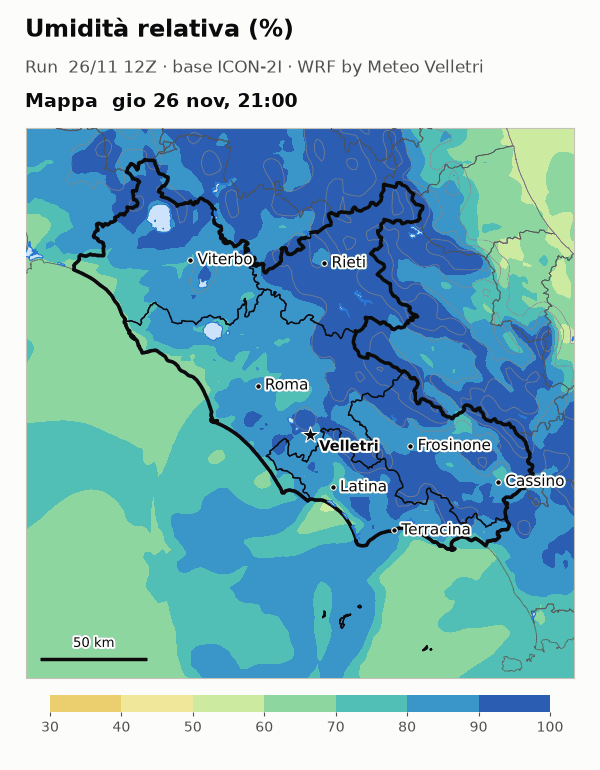 Umidità relativa (%)
Run  26/11 12Z · base ICON-2I · WRF by Meteo Velletri
Mappa  gio 26 nov, 21:00
Viterbo
Rieti
Roma
Velletri
Frosinone
Cassino
Latina
Terracina
50 km
30 40 50 60 70 80 90 100